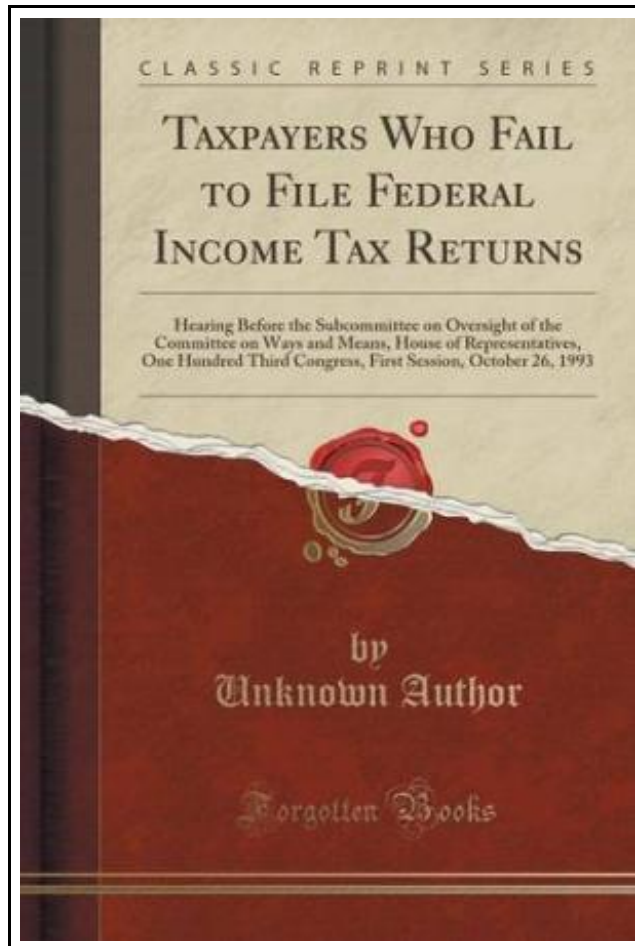 CLASSIC REPRINT SERIES
TAXPAYERS WHO FAIL
TO FILE FEDERAL
INCOME TAX RETURNS
Hearing Before the Subcommittee on Oversight of the
Committee on Ways and Means, House of Representatives,
One Hundred Third Congress, First Session, October 26, 1993
F
by
Unknown Author
Forgotten Books